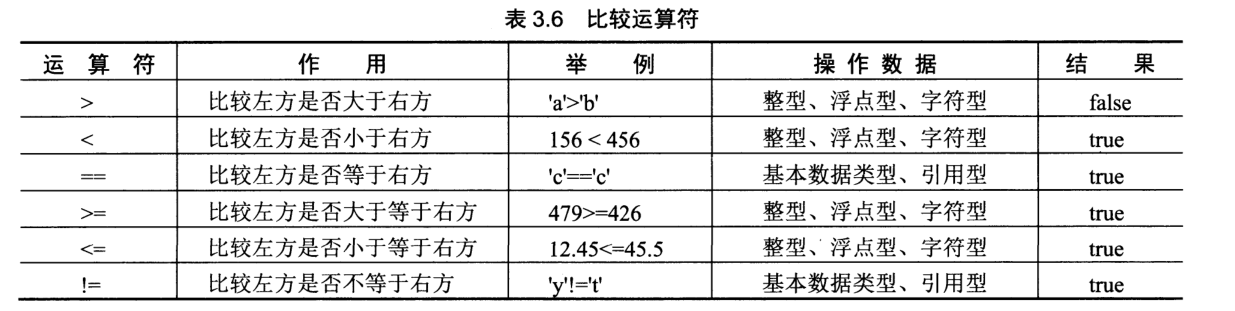 表 3.6 比较运算符
运算符 作用 举例 操作数据 结果
> 比较左方是否大于右方 'a'>'b' 整型、浮点型、字符型 false
< 比较左方是否小于右方 156 < 456 整型、浮点型、字符型 true
== 比较左方是否等于右方 'c'=='c' 基本数据类型、引用型 true
>= 比较左方是否大于等于右方 479>=426 整型、浮点型、字符型 true
<= 比较左方是否小于等于右方 12.45<=45.5 整型、浮点型、字符型 true
!= 比较左方是否不等于右方 'y'!='t' 基本数据类型、引用型 true